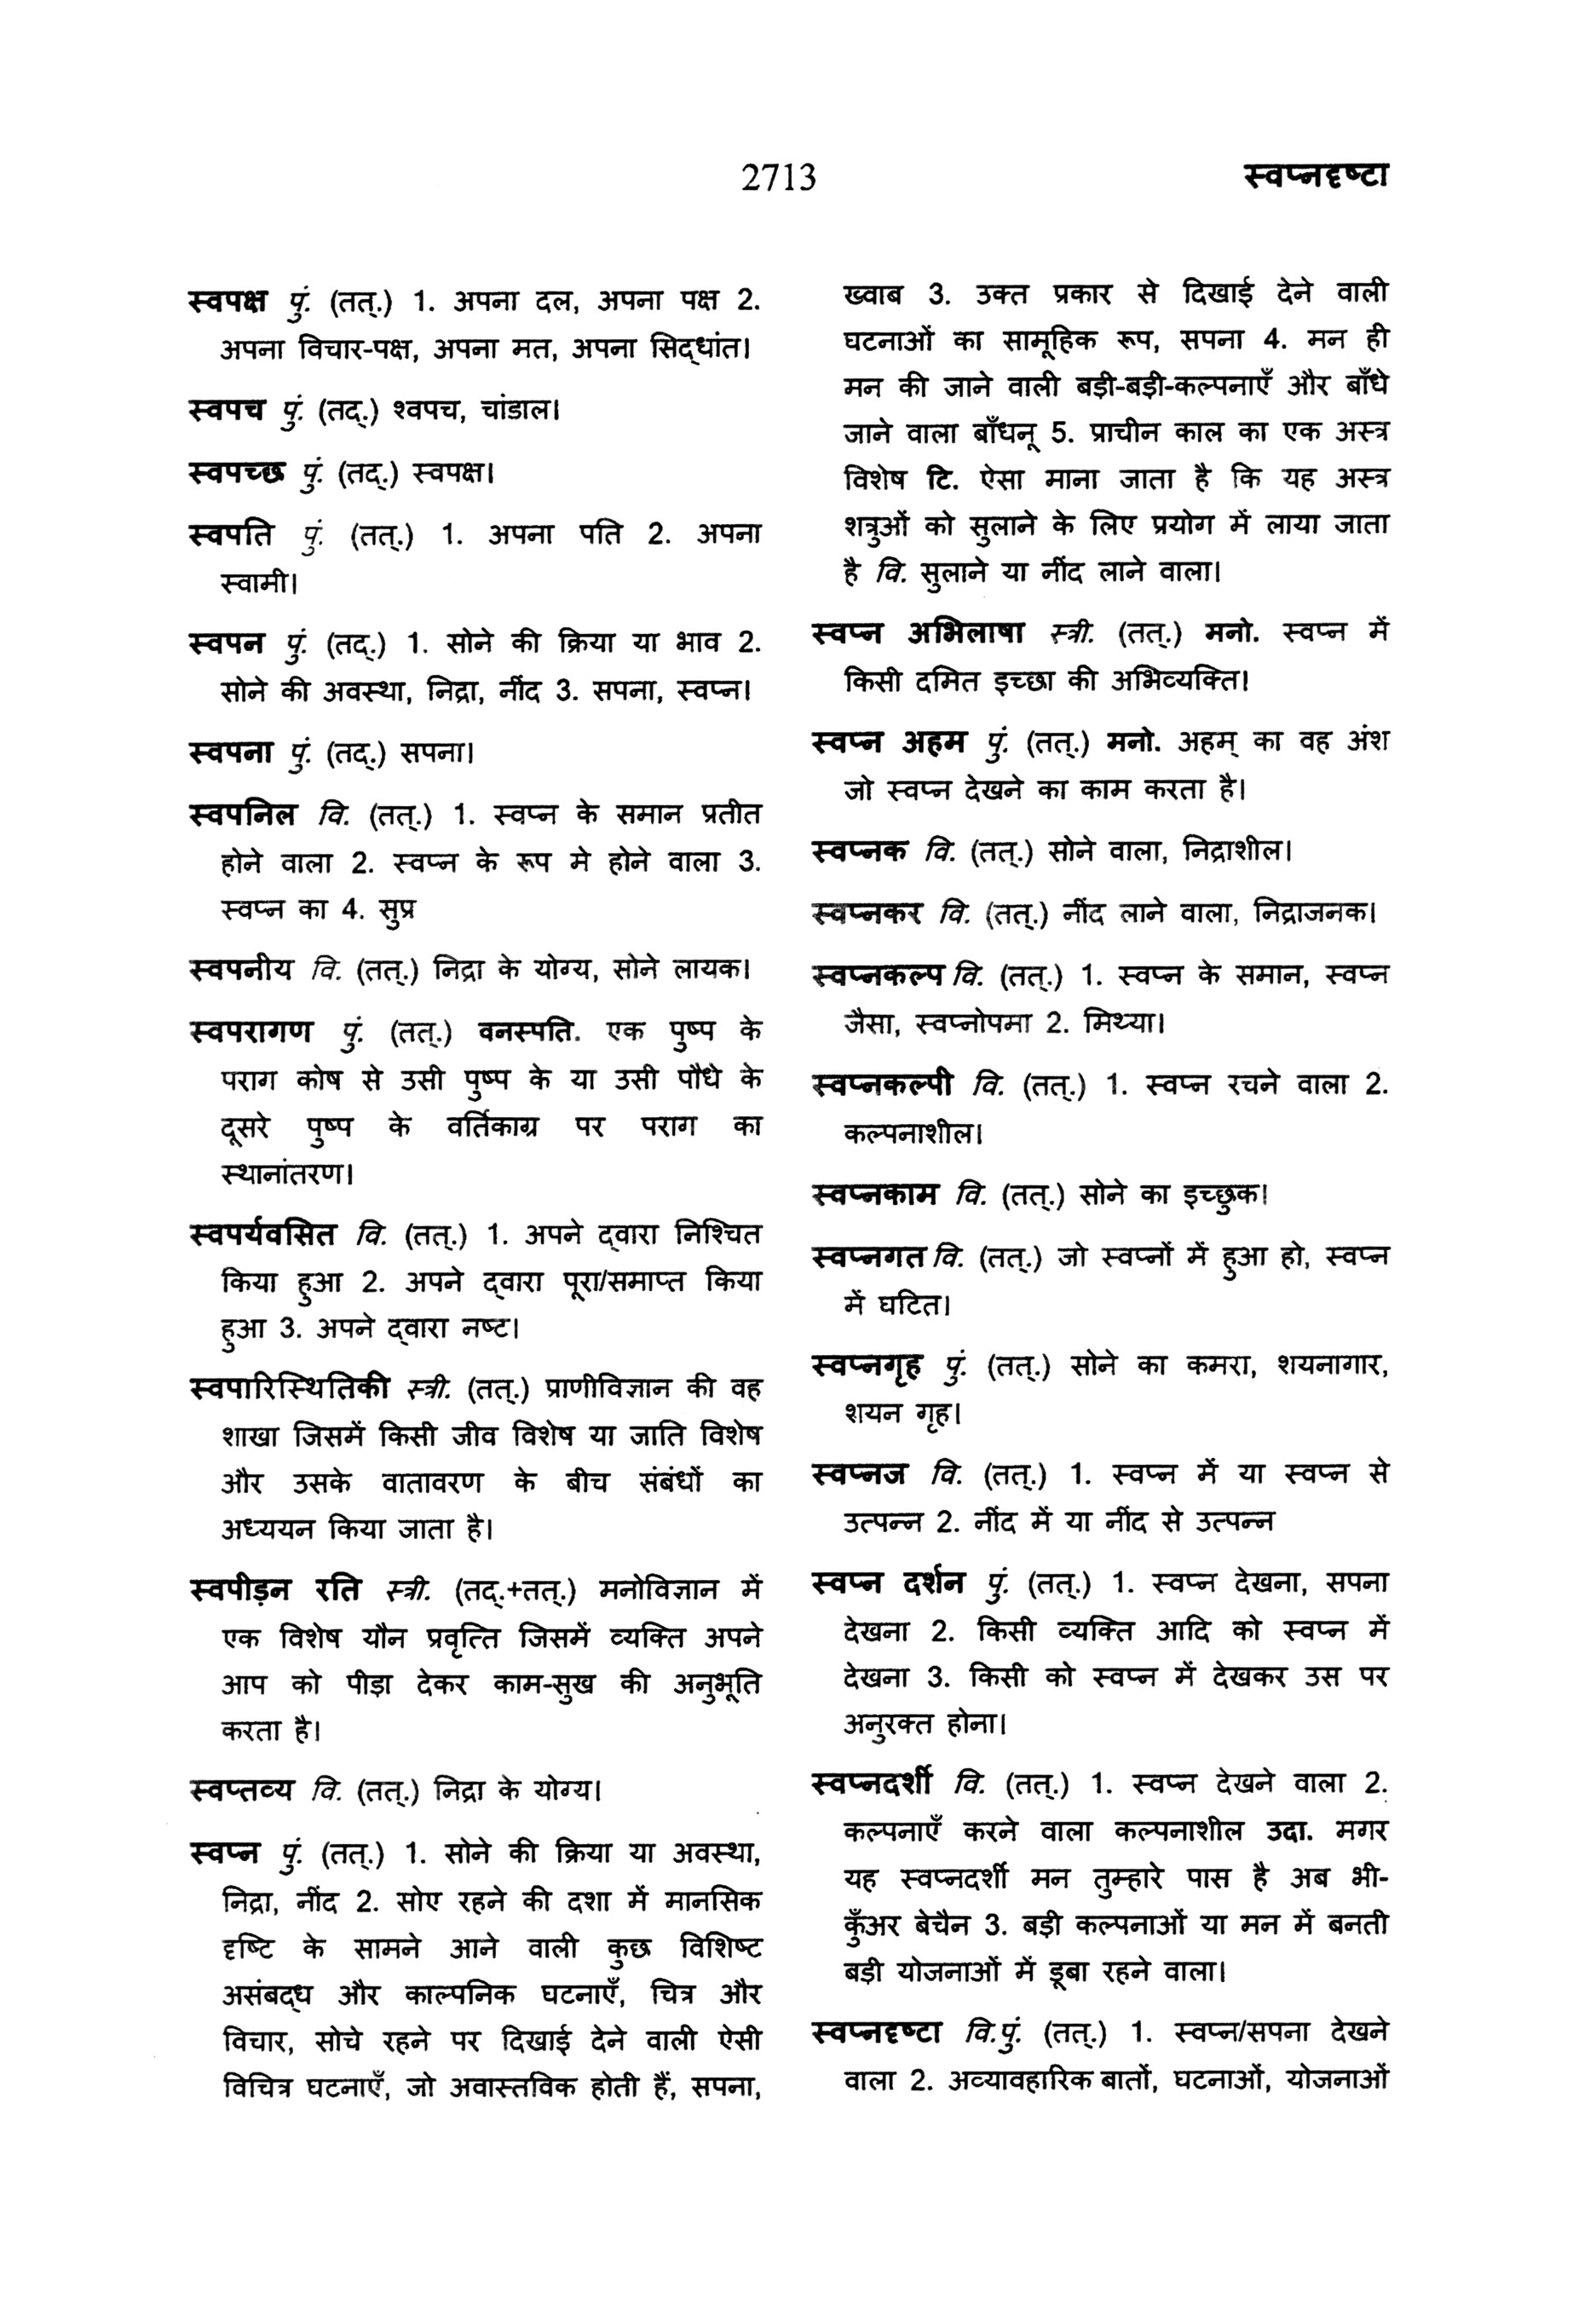 2713
स्वप्नदृष्टा
स्वपक्ष पुं. (तत्.) 1. अपना दल, अपना पक्ष 2.
अपना विचार-पक्ष, अपना मत, अपना सिद्धांत।
स्वपच पुं. (तद्.) श्वपच, चांडाल।
स्वपच्छ पुं. (तद्.) स्वपक्ष।
स्वपति पुं. (तत्.) 1. अपना पति 2. अपना
स्वामी।
स्वपन पुं. (तद्.) 1. सोने की क्रिया या भाव 2.
सोने की अवस्था, निद्रा, नींद 3. सपना, स्वप्न।
स्वपना पुं. (तद्.) सपना।
स्वपनिल वि. (तत्.) 1. स्वप्न के समान प्रतीत
होने वाला 2. स्वप्न के रूप मे होने वाला 3.
स्वप्न का 4. सुप्र
स्वपनीय वि. (तत्.) निद्रा के योग्य, सोने लायक।
स्वपरागण पुं. (तत्.) वनस्पति. एक पुष्प के
पराग कोष से उसी पुष्प के या उसी पौधे के
दूसरे पुष्प के वर्तिकाग्र पर पराग का
स्थानांतरण।
स्वपर्यवसित वि. (तत्.) 1. अपने द्वारा निश्चित
किया हुआ 2. अपने द्वारा पूरा/समाप्त किया
हुआ 3. अपने द्वारा नष्ट।
स्वपारिस्थितिकी स्त्री. (तत्.) प्राणीविज्ञान की वह
शाखा जिसमें किसी जीव विशेष या जाति विशेष
और उसके वातावरण के बीच संबंधों का
अध्ययन किया जाता है।
स्वपीड़न रति स्त्री. (तद्.+तत्.) मनोविज्ञान में
एक विशेष यौन प्रवृत्ति जिसमें व्यक्ति अपने
आप को पीड़ा देकर काम-सुख की अनुभूति
करता है।
स्वप्तव्य वि. (तत्.) निद्रा के योग्य।
स्वप्न पुं. (तत्.) 1. सोने की क्रिया या अवस्था,
निद्रा, नींद 2. सोए रहने की दशा में मानसिक
दृष्टि के सामने आने वाली कुछ विशिष्ट
असंबद्ध और काल्पनिक घटनाएँ, चित्र और
विचार, सोचे रहने पर दिखाई देने वाली ऐसी
विचित्र घटनाएँ, जो अवास्तविक होती हैं, सपना,
ख्वाब 3. उक्त प्रकार से दिखाई देने वाली
घटनाओं का सामूहिक रूप, सपना 4. मन ही
मन की जाने वाली बड़ी-बड़ी-कल्पनाएँ और बाँधे
जाने वाला बाँधनू 5. प्राचीन काल का एक अस्त्र
विशेष टि. ऐसा माना जाता है कि यह अस्त्र
शत्रुओं को सुलाने के लिए प्रयोग में लाया जाता
है वि. सुलाने या नींद लाने वाला।
स्वप्न अभिलाषा स्त्री. (तत्.) मनो. स्वप्न में
किसी दमित इच्छा की अभिव्यक्ति।
स्वप्न अहम पुं. (तत्.) मनो. अहम् का वह अंश
जो स्वप्न देखने का काम करता है।
स्वप्नक वि. (तत्.) सोने वाला, निद्राशील।
स्वप्नकर वि. (तत्.) नींद लाने वाला, निद्राजनक।
स्वप्नकल्प वि. (तत्.) 1. स्वप्न के समान, स्वप्न
जैसा, स्वप्नोपमा 2. मिथ्या।
स्वप्नकल्पी वि. (तत्.) 1. स्वप्न रचने वाला 2.
कल्पनाशील।
स्वप्नकाम वि. (तत्.) सोने का इच्छुक।
स्वप्नगत वि. (तत्.) जो स्वप्नों में हुआ हो, स्वप्न
में घटित।
स्वप्नगृह पुं. (तत्.) सोने का कमरा, शयनागार,
शयन गृह।
स्वप्नज वि. (तत्.) 1. स्वप्न में या स्वप्न से
उत्पन्न 2. नींद में या नींद से उत्पन्न
स्वप्न दर्शन पुं. (तत्.) 1. स्वप्न देखना, सपना
देखना 2. किसी व्यक्ति आदि को स्वप्न में
देखना 3. किसी को स्वप्न में देखकर उस पर
अनुरक्त होना।
स्वप्नदर्शी वि. (तत्.) 1. स्वप्न देखने वाला 2.
कल्पनाएँ करने वाला कल्पनाशील उदा. मगर
यह स्वप्नदर्शी मन तुम्हारे पास है अब भी-
कुँअर बेचैन 3. बड़ी कल्पनाओं या मन में बनती
बड़ी योजनाओं में डूबा रहने वाला।
स्वप्नदृष्टा वि.पुं. (तत्.) 1. स्वप्न/सपना देखने
वाला 2. अव्यावहारिक बातों, घटनाओं, योजनाओं